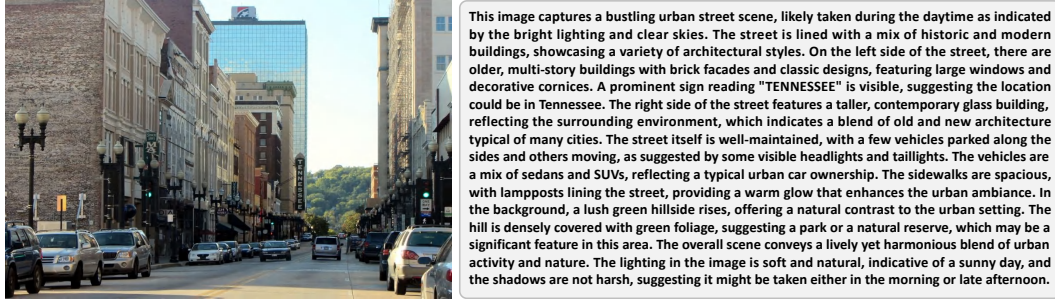 TENNESSEE
This image captures a bustling urban street scene, likely taken during the daytime as indicated
by the bright lighting and clear skies. The street is lined with a mix of historic and modern
buildings, showcasing a variety of architectural styles. On the left side of the street, there are
older, multi-story buildings with brick facades and classic designs, featuring large windows and
decorative cornices. A prominent sign reading "TENNESSEE" is visible, suggesting the location
could be in Tennessee. The right side of the street features a taller, contemporary glass building,
reflecting the surrounding environment, which indicates a blend of old and new architecture
typical of many cities. The street itself is well-maintained, with a few vehicles parked along the
sides and others moving, as suggested by some visible headlights and taillights. The vehicles are
a mix of sedans and SUVs, reflecting a typical urban car ownership. The sidewalks are spacious,
with lampposts lining the street, providing a warm glow that enhances the urban ambiance. In
the background, a lush green hillside rises, offering a natural contrast to the urban setting. The
hill is densely covered with green foliage, suggesting a park or a natural reserve, which may be a
significant feature in this area. The overall scene conveys a lively yet harmonious blend of urban
activity and nature. The lighting in the image is soft and natural, indicative of a sunny day, and
the shadows are not harsh, suggesting it might be taken either in the morning or late afternoon.